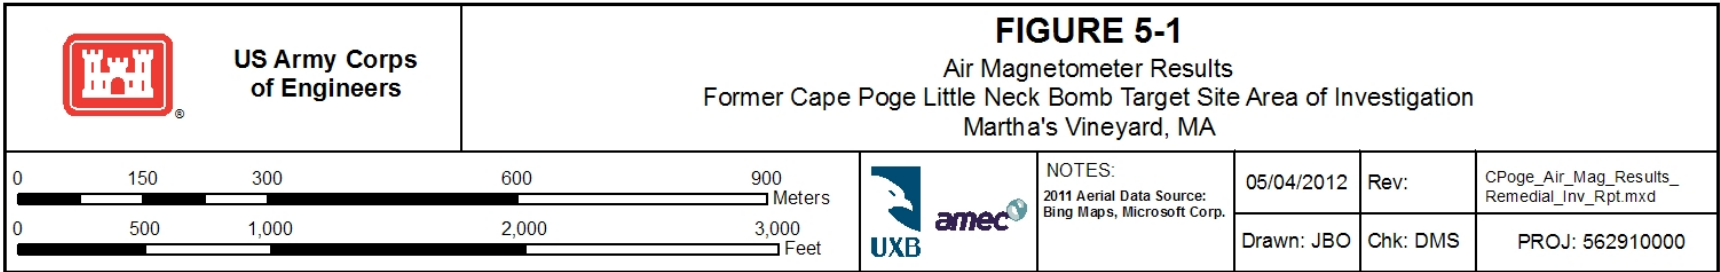 US Army Corps
of Engineers
®
FIGURE 5-1
Air Magnetometer Results
Former Cape Poge Little Neck Bomb Target Site Area of Investigation
Martha's Vineyard, MA
0 150 300 600 900
Meters
0 500 1,000 2,000 3,000
Feet
UXB
amec
NOTES:
2011 Aerial Data Source:
Bing Maps, Microsoft Corp.
05/04/2012
Rev:
CPoge_Air_Mag_Results_
Remedial_Inv_Rpt.mxd
Drawn: JBO
Chk: DMS
PROJ: 562910000